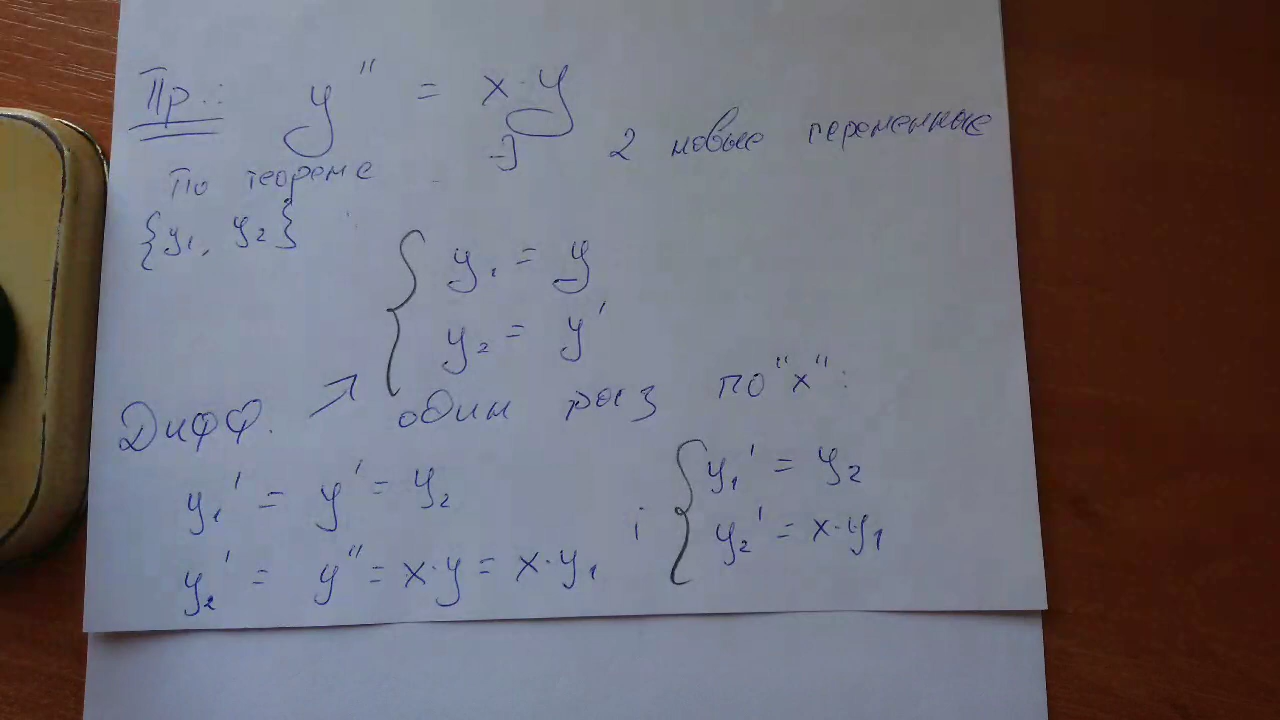 Пр.: y'' = x·y
По теореме ∃ 2 новые переменные
{y₁, y₂}
y₁ = y
y₂ = y'
Дифф. ↗ один раз по "x":
y₁' = y' = y₂
y₂' = y'' = x·y = x·y₁
y₁' = y₂
y₂' = x·y₁